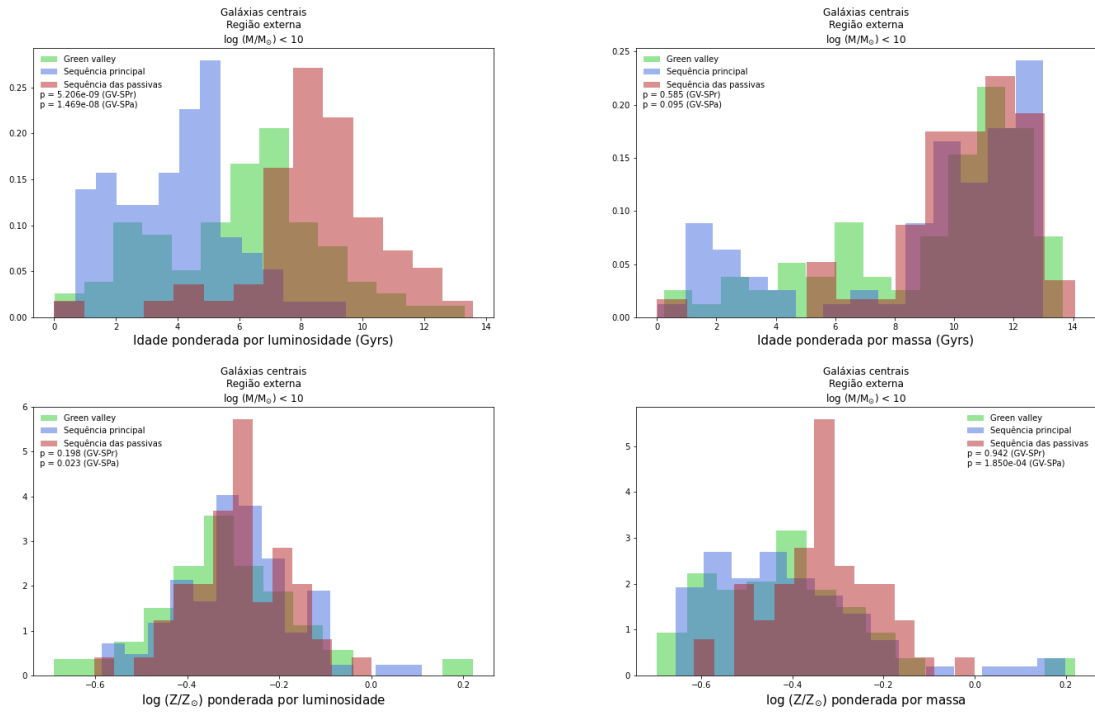 Galáxias centrais
Região externa
log (M/M☉) < 10
Green valley
Sequência principal
Sequência das passivas
p = 5.206e-09 (GV-SPr)
p = 1.469e-08 (GV-SPa)
0.25
0.20
0.15
0.10
0.05
0.00
0 2 4 6 8 10 12 14
Idade ponderada por luminosidade (Gyrs)
Galáxias centrais
Região externa
log (M/M☉) < 10
0.25
Green valley
Sequência principal
Sequência das passivas
p = 0.585 (GV-SPr)
p = 0.095 (GV-SPa)
0.20
0.15
0.10
0.05
0.00
0 2 4 6 8 10 12 14
Idade ponderada por massa (Gyrs)
Galáxias centrais
Região externa
log (M/M☉) < 10
6
Green valley
Sequência principal
Sequência das passivas
p = 0.198 (GV-SPr)
p = 0.023 (GV-SPa)
5
4
3
2
1
0
−0.6 −0.4 −0.2 0.0 0.2
log (Z/Z☉) ponderada por luminosidade
Galáxias centrais
Região externa
log (M/M☉) < 10
Green valley
Sequência principal
Sequência das passivas
p = 0.942 (GV-SPr)
p = 1.850e-04 (GV-SPa)
5
4
3
2
1
0
−0.6 −0.4 −0.2 0.0 0.2
log (Z/Z☉) ponderada por massa